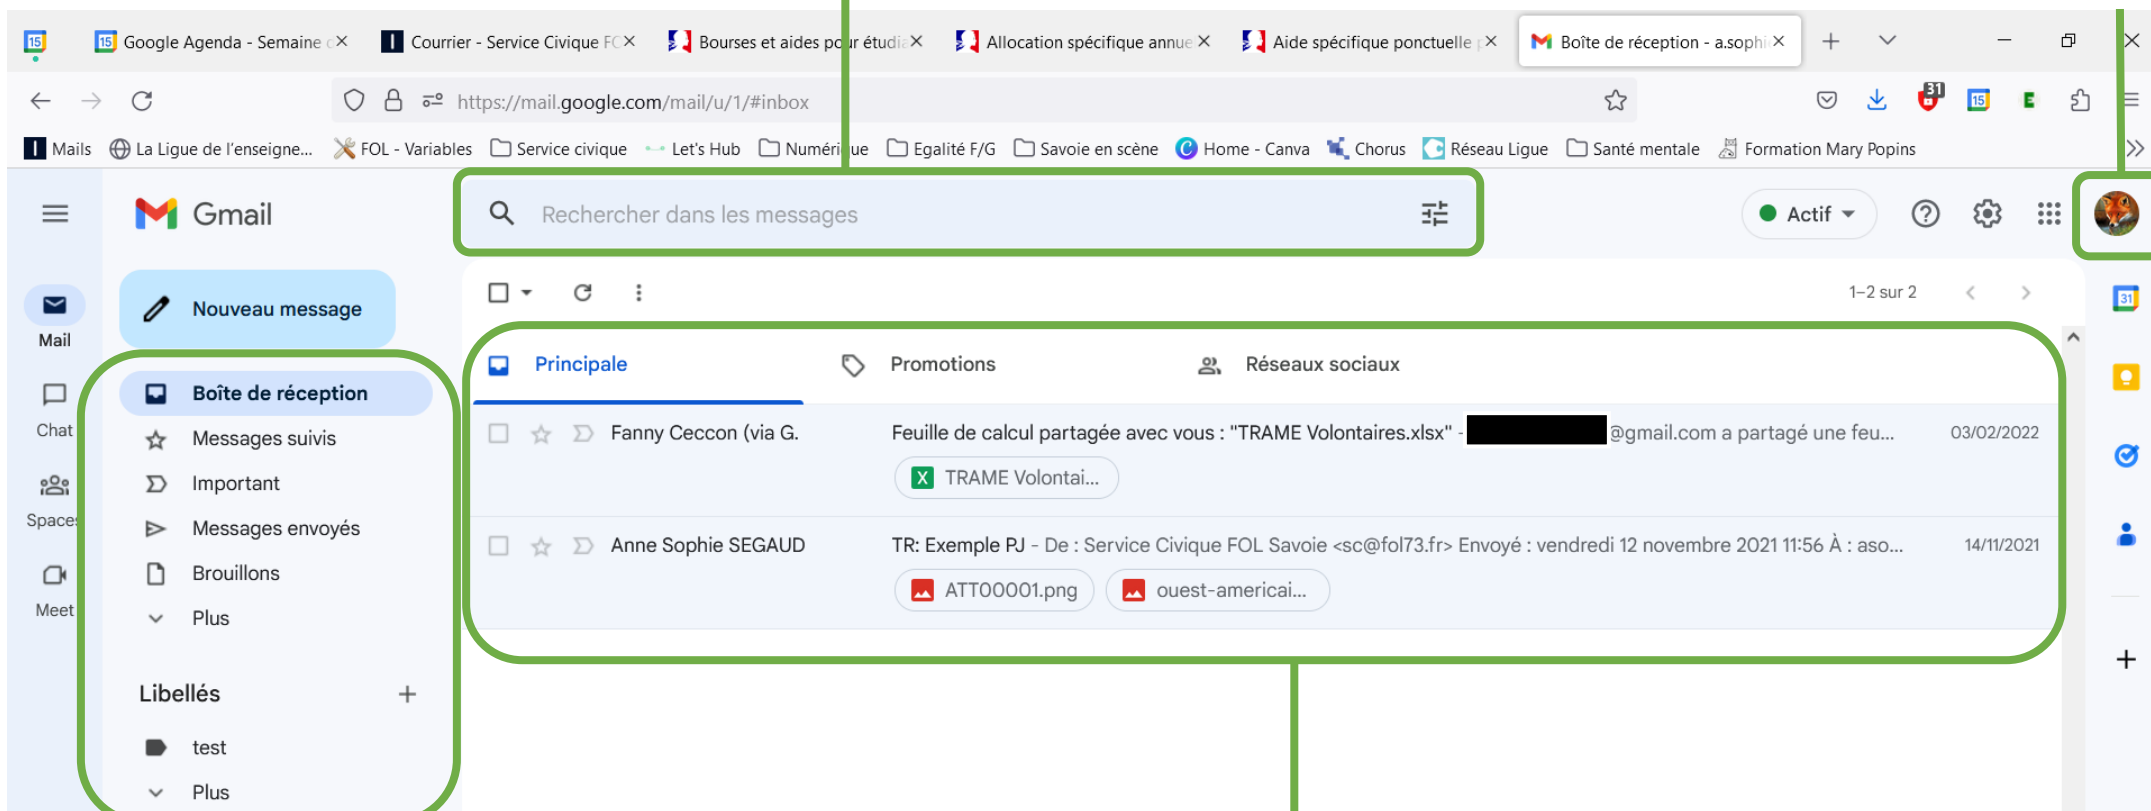 15 Google Agenda - Semaine Courrier - Service Civique FO Bourses et aides pour étudia Allocation spécifique annue Aide spécifique ponctuelle Boîte de réception - a.sophi
https://mail.google.com/mail/u/1/#inbox 31 15 E
Mails La Ligue de l'enseigne... FOL - Variables Service civique Let's Hub Numérique Egalité F/G Savoie en scène Home - Canva Chorus Réseau Ligue Santé mentale Formation Mary Popins
Gmail Rechercher dans les messages Actif
Nouveau message 1–2 sur 2 31
Mail
Principale Promotions Réseaux sociaux
Boîte de réception
Chat
Messages suivis Fanny Ceccon (via G. Feuille de calcul partagée avec vous : "TRAME Volontaires.xlsx" - @gmail.com a partagé une feu... 03/02/2022
Important X TRAME Volontai...
Spaces
Messages envoyés
Anne Sophie SEGAUD TR: Exemple PJ - De : Service Civique FOL Savoie <sc@fol73.fr> Envoyé : vendredi 12 novembre 2021 11:56 À : aso... 14/11/2021
Brouillons ATT00001.png ouest-americai...
Meet
Plus
Libellés
test
Plus